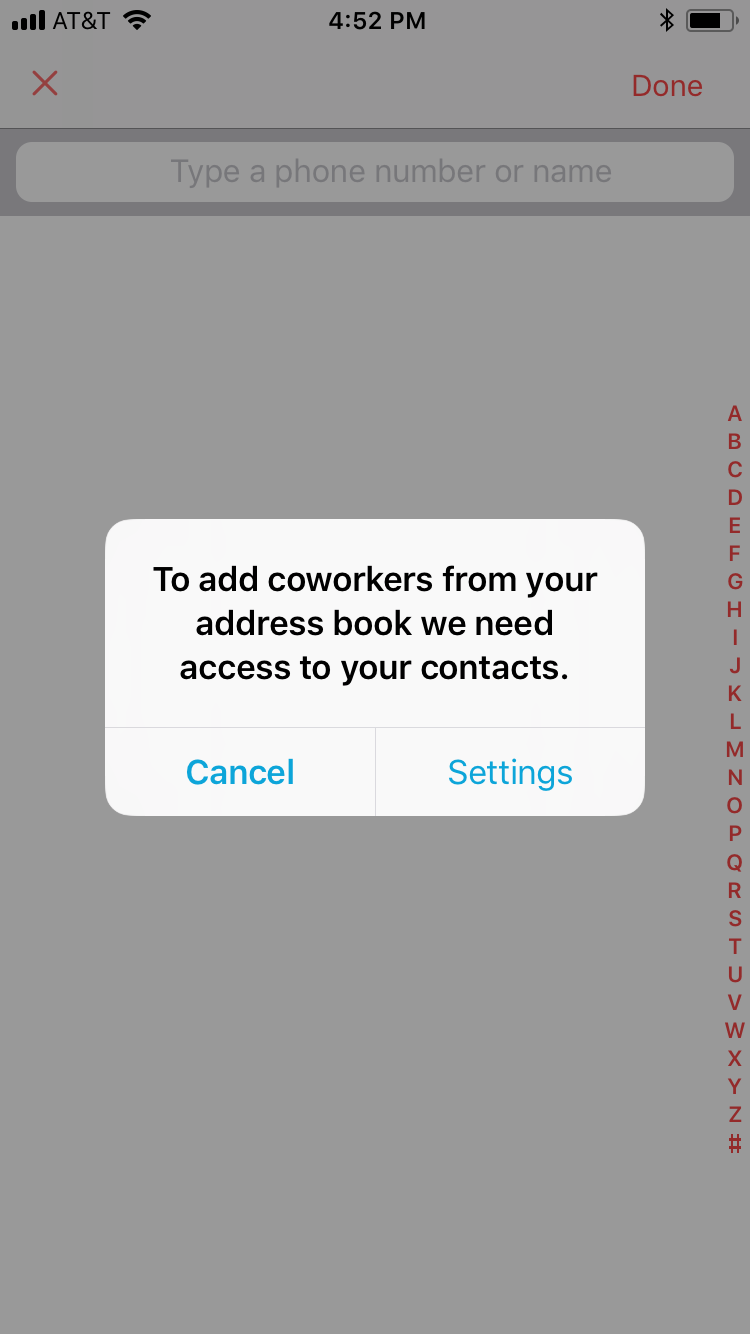 AT&T 4:52 PM
Done
Type a phone number or name
To add coworkers from your
address book we need
access to your contacts.
Cancel Settings
A
B
C
D
E
F
G
H
I
J
K
L
M
N
O
P
Q
R
S
T
U
V
W
X
Y
Z
#